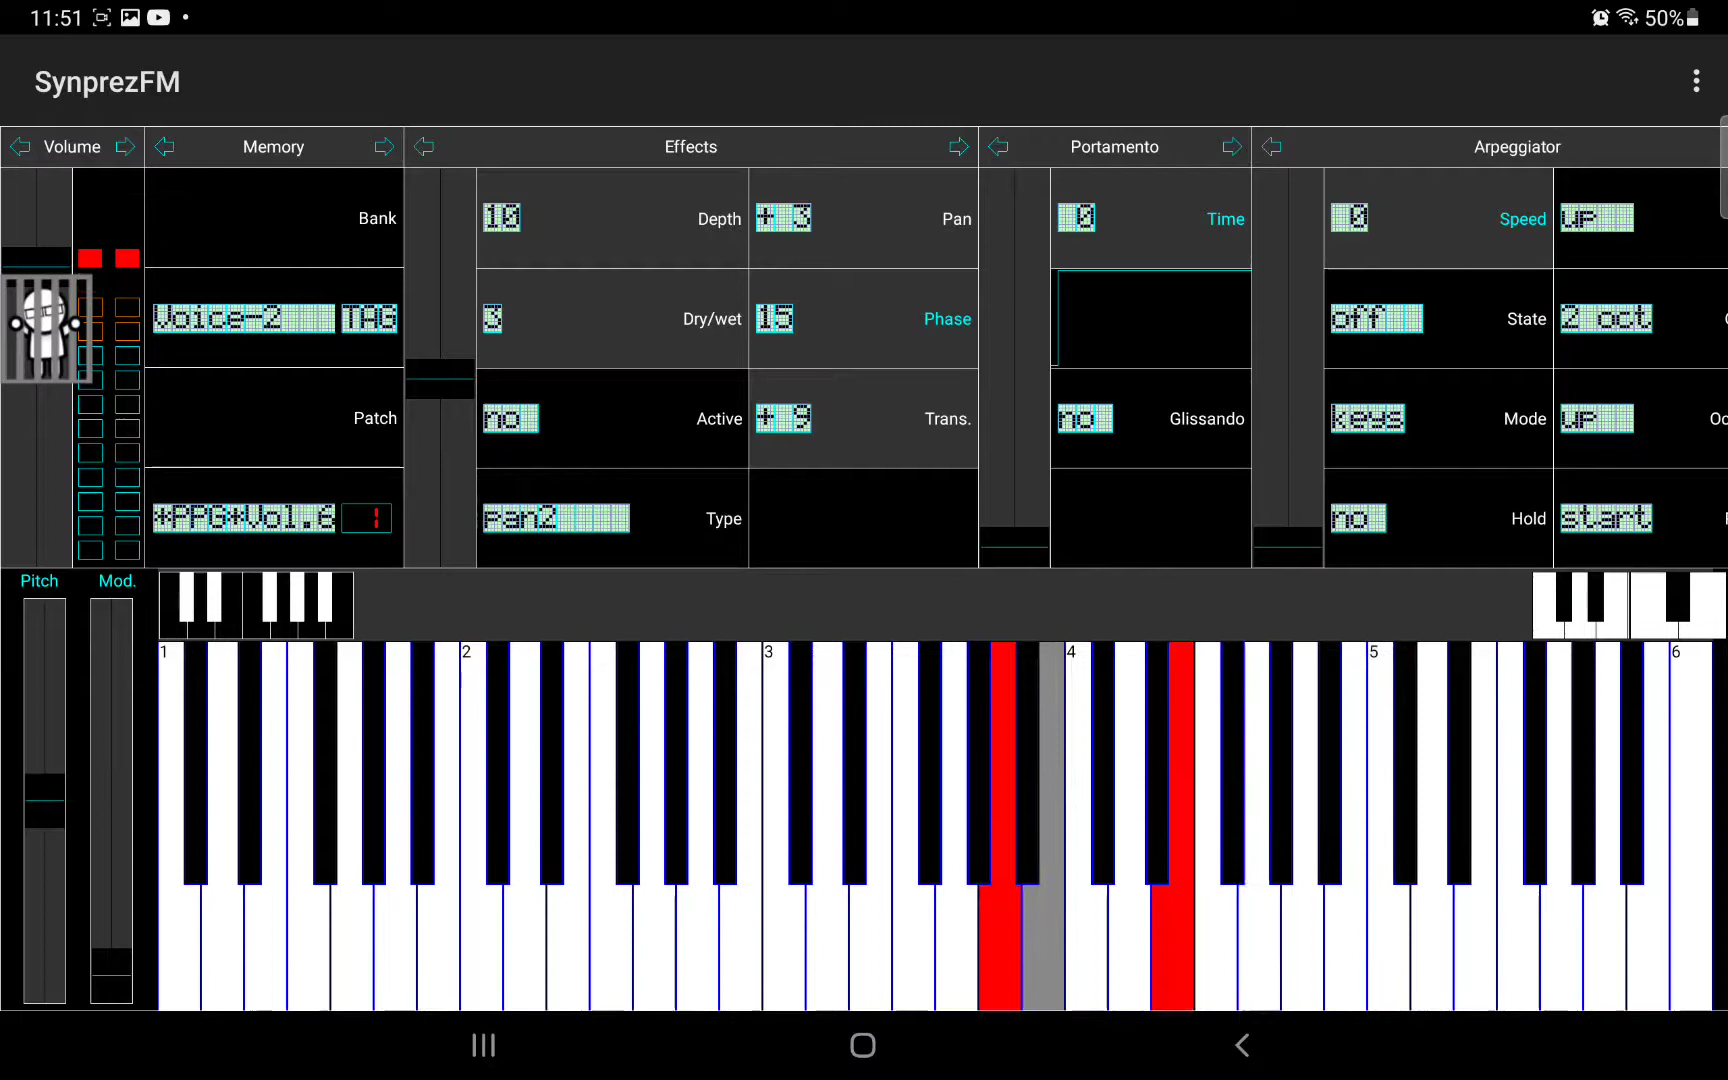 11:51
50%
SynprezFM
Volume
Memory
Effects
Portamento
Arpeggiator
Bank
10 Depth
+ 3 Pan
0 Time
0 Speed
up
Voice-2 TAG
3 Dry/wet
15 Phase
off State
2 oct
Patch
no Active
+ 9 Trans.
no Glissando
keys Mode
up
*PPG*Vol.6 1
pan2 Type
no Hold
start
Pitch Mod.
1 2 3 4 5 6